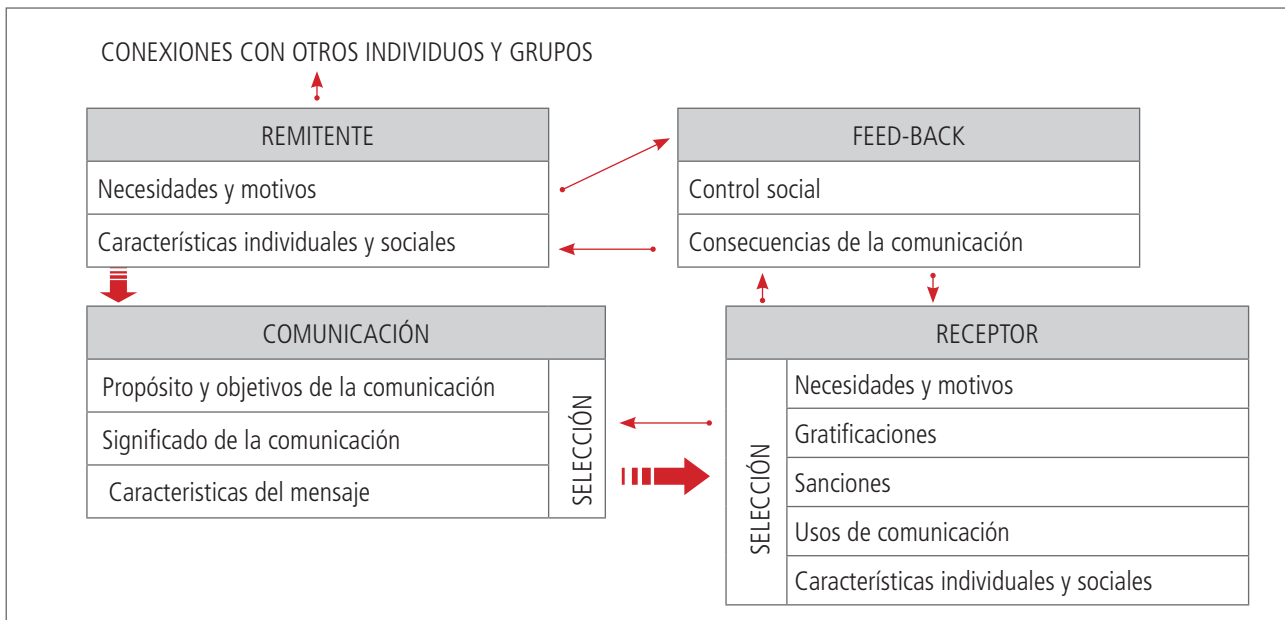 CONEXIONES CON OTROS INDIVIDUOS Y GRUPOS
REMITENTE
Necesidades y motivos
Características individuales y sociales
FEED-BACK
Control social
Consecuencias de la comunicación
COMUNICACIÓN
Propósito y objetivos de la comunicación
Significado de la comunicación
Caracteristicas del mensaje
SELECCIÓN
RECEPTOR
SELECCIÓN
Necesidades y motivos
Gratificaciones
Sanciones
Usos de comunicación
Características individuales y sociales